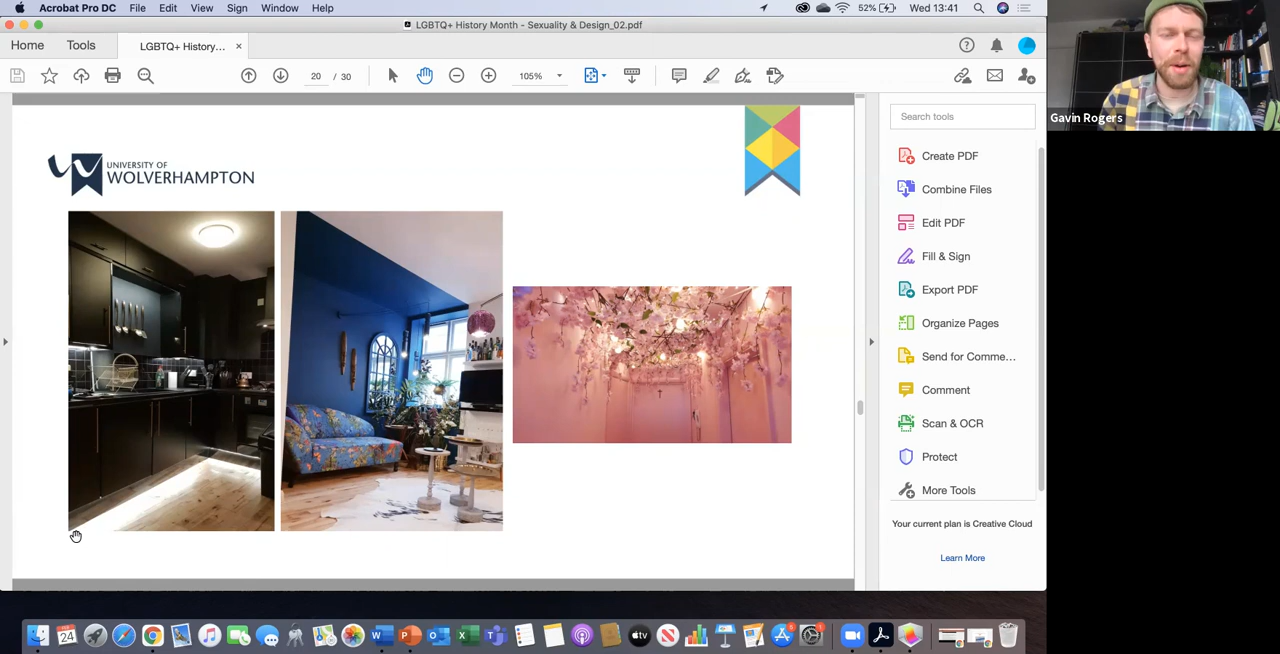 Acrobat Pro DC File Edit View Sign Window Help 52% Wed 13:41
LGBTQ+ History Month - Sexuality & Design_02.pdf
Home Tools LGBTQ+ History... ×
20 / 30 105%
Search tools
Gavin Rogers
Create PDF
UNIVERSITY OF
WOLVERHAMPTON
Combine Files
Edit PDF
Fill & Sign
Export PDF
Organize Pages
Send for Comme...
Comment
Scan & OCR
Protect
More Tools
Your current plan is Creative Cloud
Learn More
FEB
24